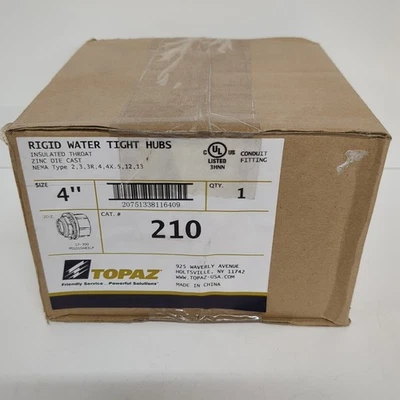 RIGID WATER TIGHT HUBS
INSULATED THROAT
ZINC DIE CAST
NEMA Type 2,3,3R,4,4X,5,12,13
C UL US
LISTED
3HNN
CONDUIT
FITTING
SIZE
4"
20751338116409
QTY.
1
CAT. #
210
TOPAZ
Friendly Service...Powerful Solutions
925 WAVERLY AVENUE
HOLTSVILLE, NY 11742
WWW.TOPAZ-USA.COM
MADE IN CHINA